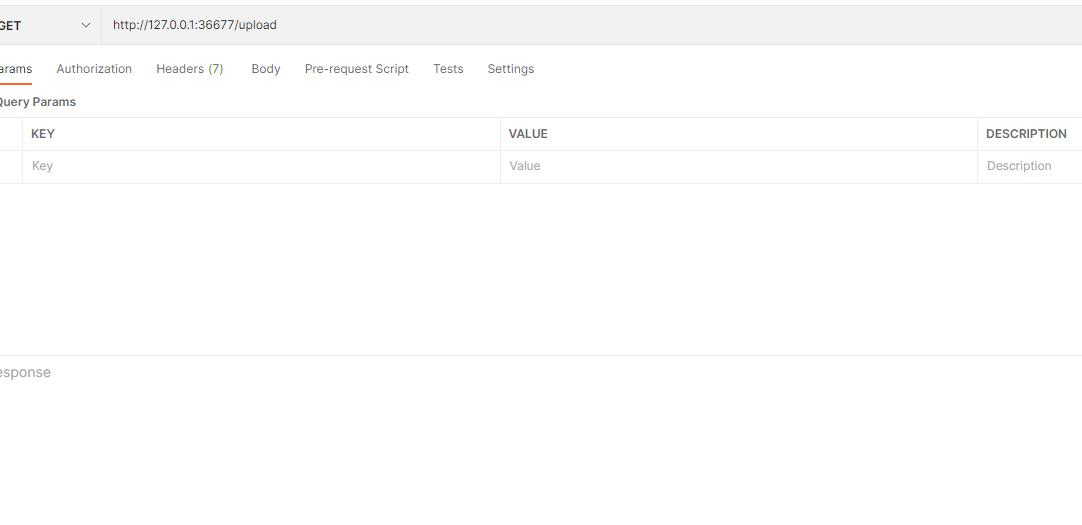 GET http://127.0.0.1:36677/upload
arams Authorization Headers (7) Body Pre-request Script Tests Settings
Query Params
KEY VALUE DESCRIPTION
Key Value Description
esponse